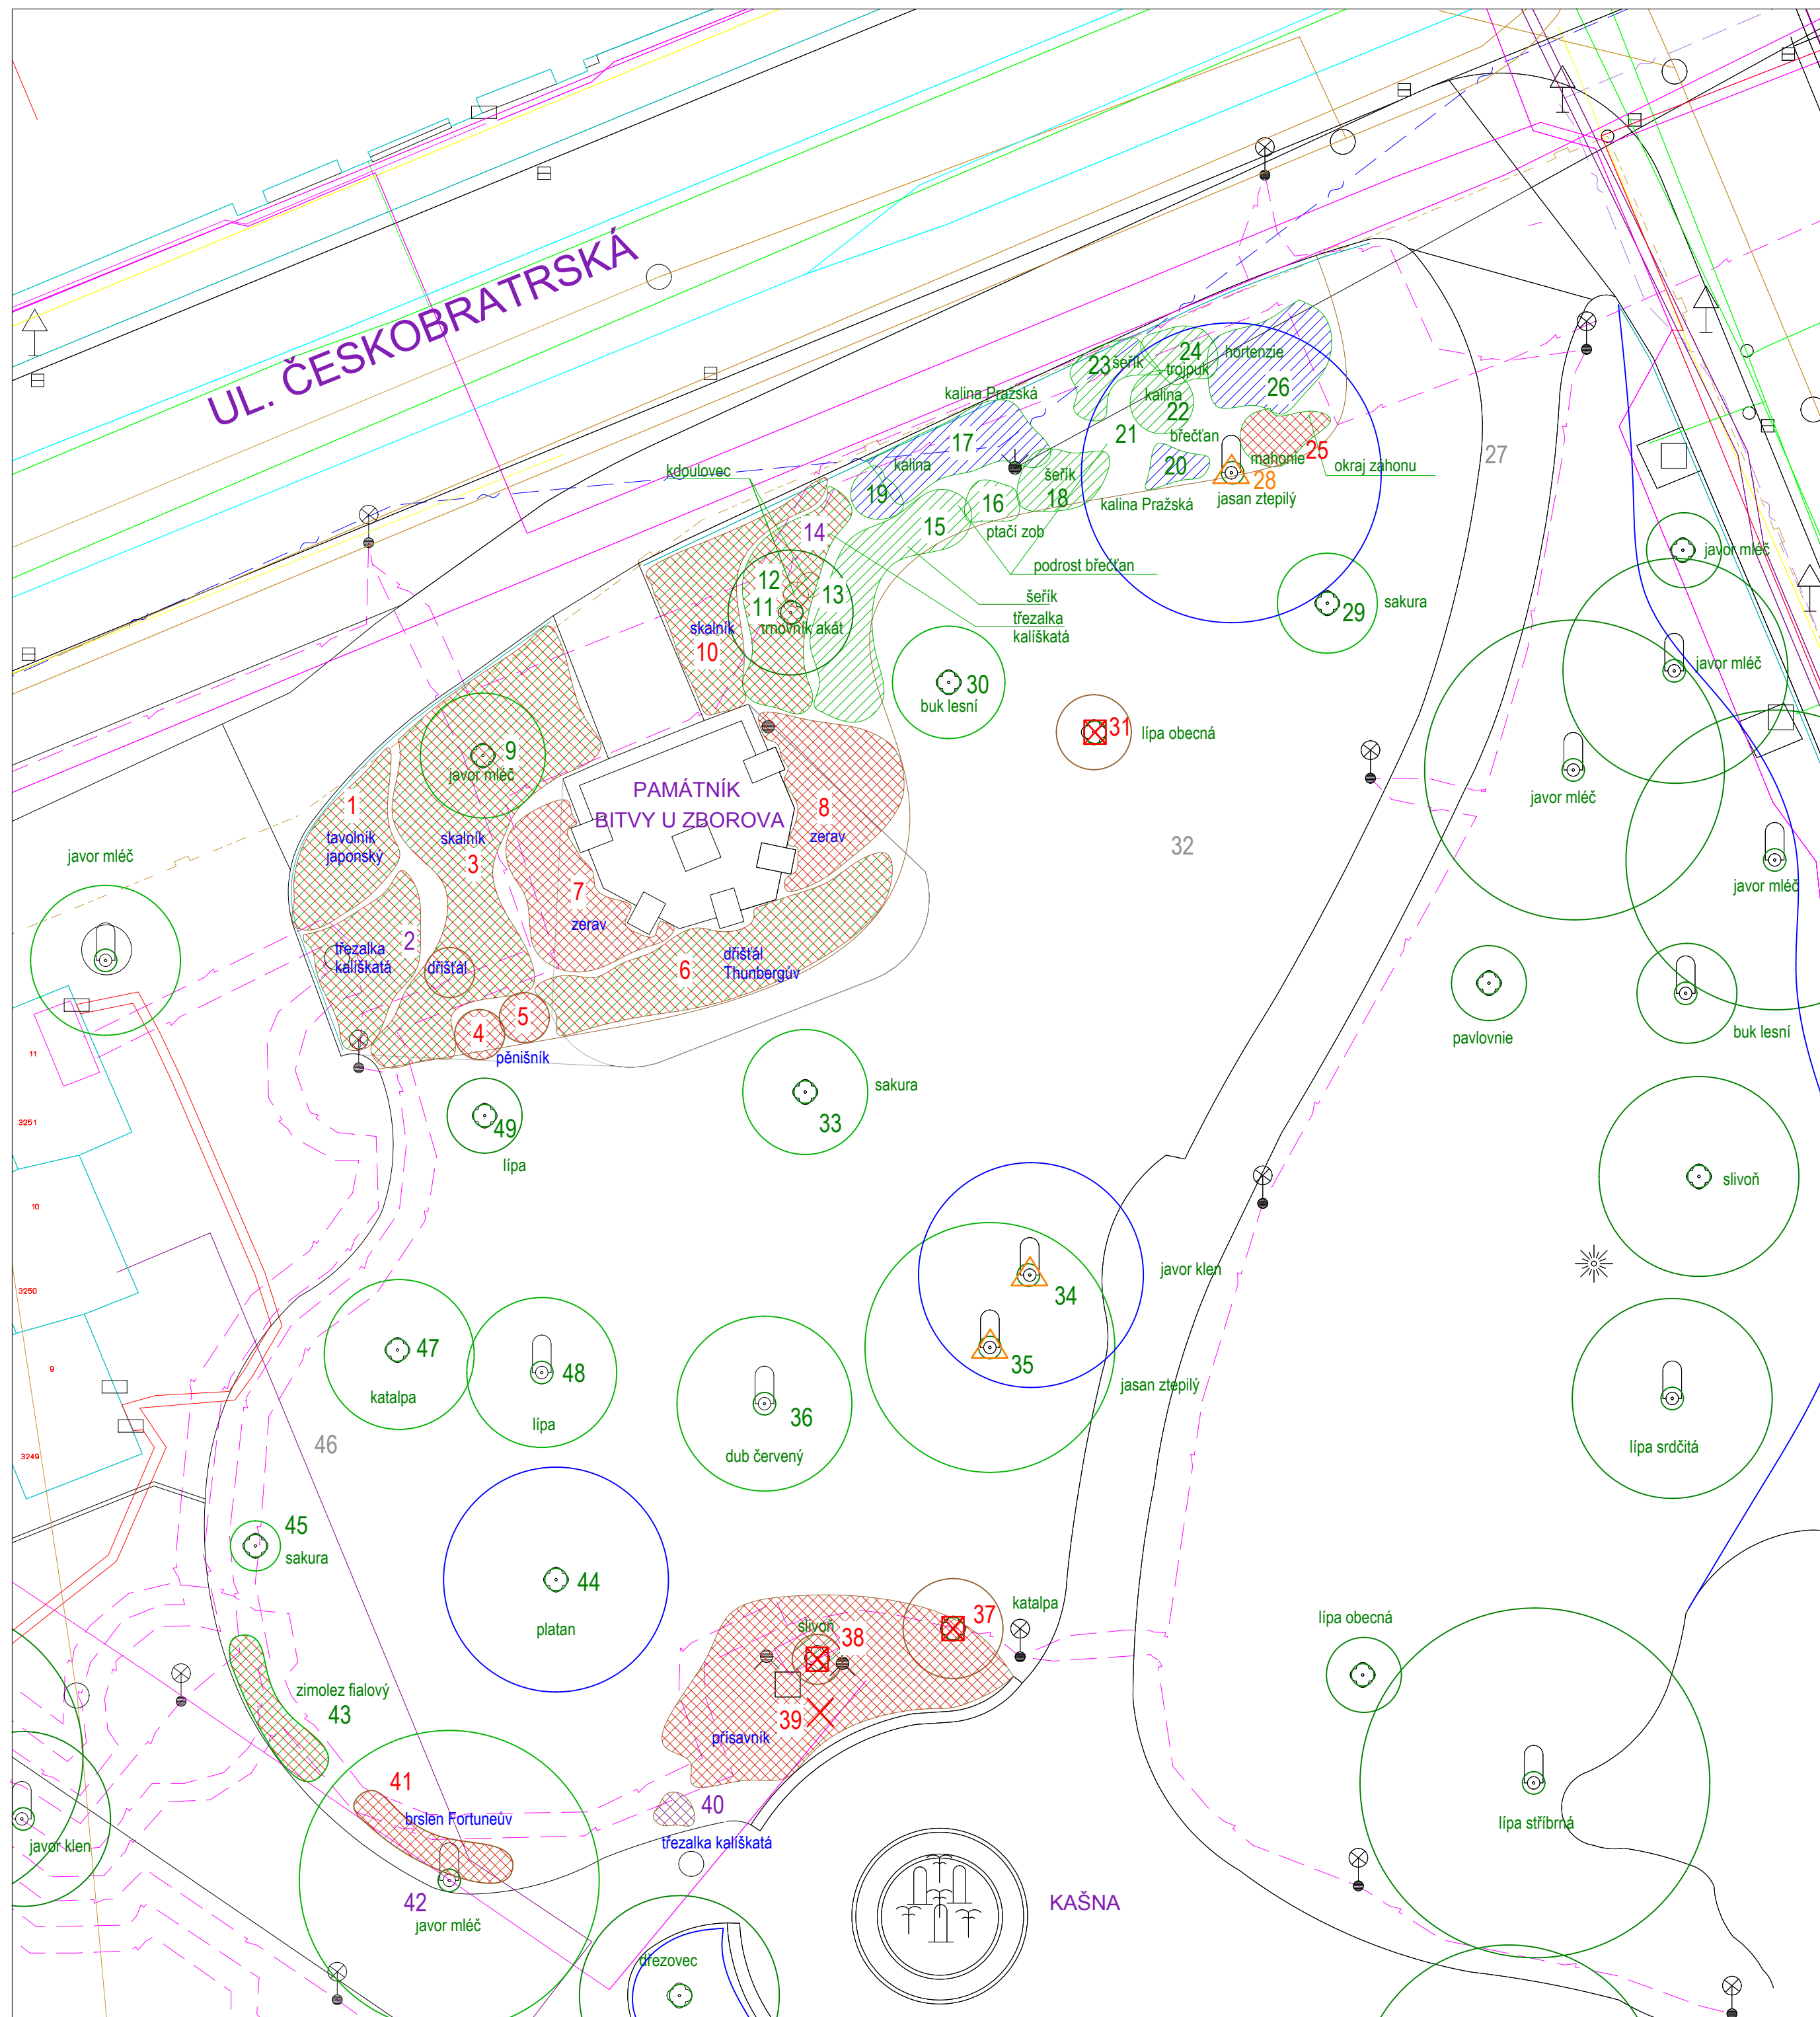 UL. ČESKOBRATRSKÁ
23
šeřík
24
trojpuk
hortenzie
26
kalina Pražská
kalina
22
21
břečťan
17
kalina
19
20
mahonie
25
28
okraj záhonu
27
kdoulovec
šeřík
18
16
15
ptačí zob
kalina Pražská
jasan ztepilý
14
podrost břečťan
12
11
13
trnovník akát
skalník
10
šeřík
třezalka
kalíškatá
29
sakura
javor mléč
30
buk lesní
31
lípa obecná
javor mléč
9
javor mléč
PAMÁTNÍK
BITVY U ZBOROVA
1
tavolník
japonský
skalník
3
8
zerav
32
javor mléč
javor mléč
javor mléč
7
zerav
2
třezalka
kalíškatá
dřišťál
6
dřišťál
Thunbergův
4
5
pěnišník
pavlovnie
buk lesní
11
3251
10
3250
9
3249
49
lípa
sakura
33
slivoň
javor klen
34
35
jasan ztepilý
47
katalpa
48
lípa
36
dub červený
46
lípa srdčitá
45
sakura
44
platan
katalpa
37
slivoň
38
39
přísavník
lípa obecná
zimolez fialový
43
41
brslen Fortuneův
40
třezalka kalíškatá
lípa stříbrná
javor klen
42
javor mléč
KAŠNA
dřezovec